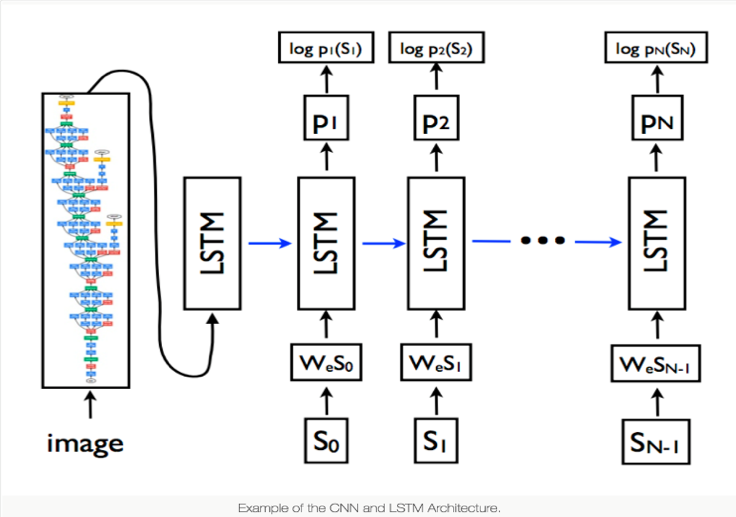 log p₁(S₁) log p₂(S₂) log pN(SN)
p₁ p₂ pN
LSTM LSTM LSTM ••• LSTM
WeS₀ WeS₁ WeSN-1
image S₀ S₁ SN-1
Example of the CNN and LSTM Architecture.